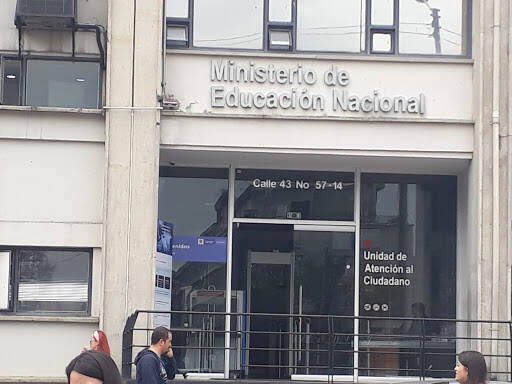 Ministerio de
Educación Nacional
Calle 43 No 57-14
Unidad de
Atención al
Ciudadano